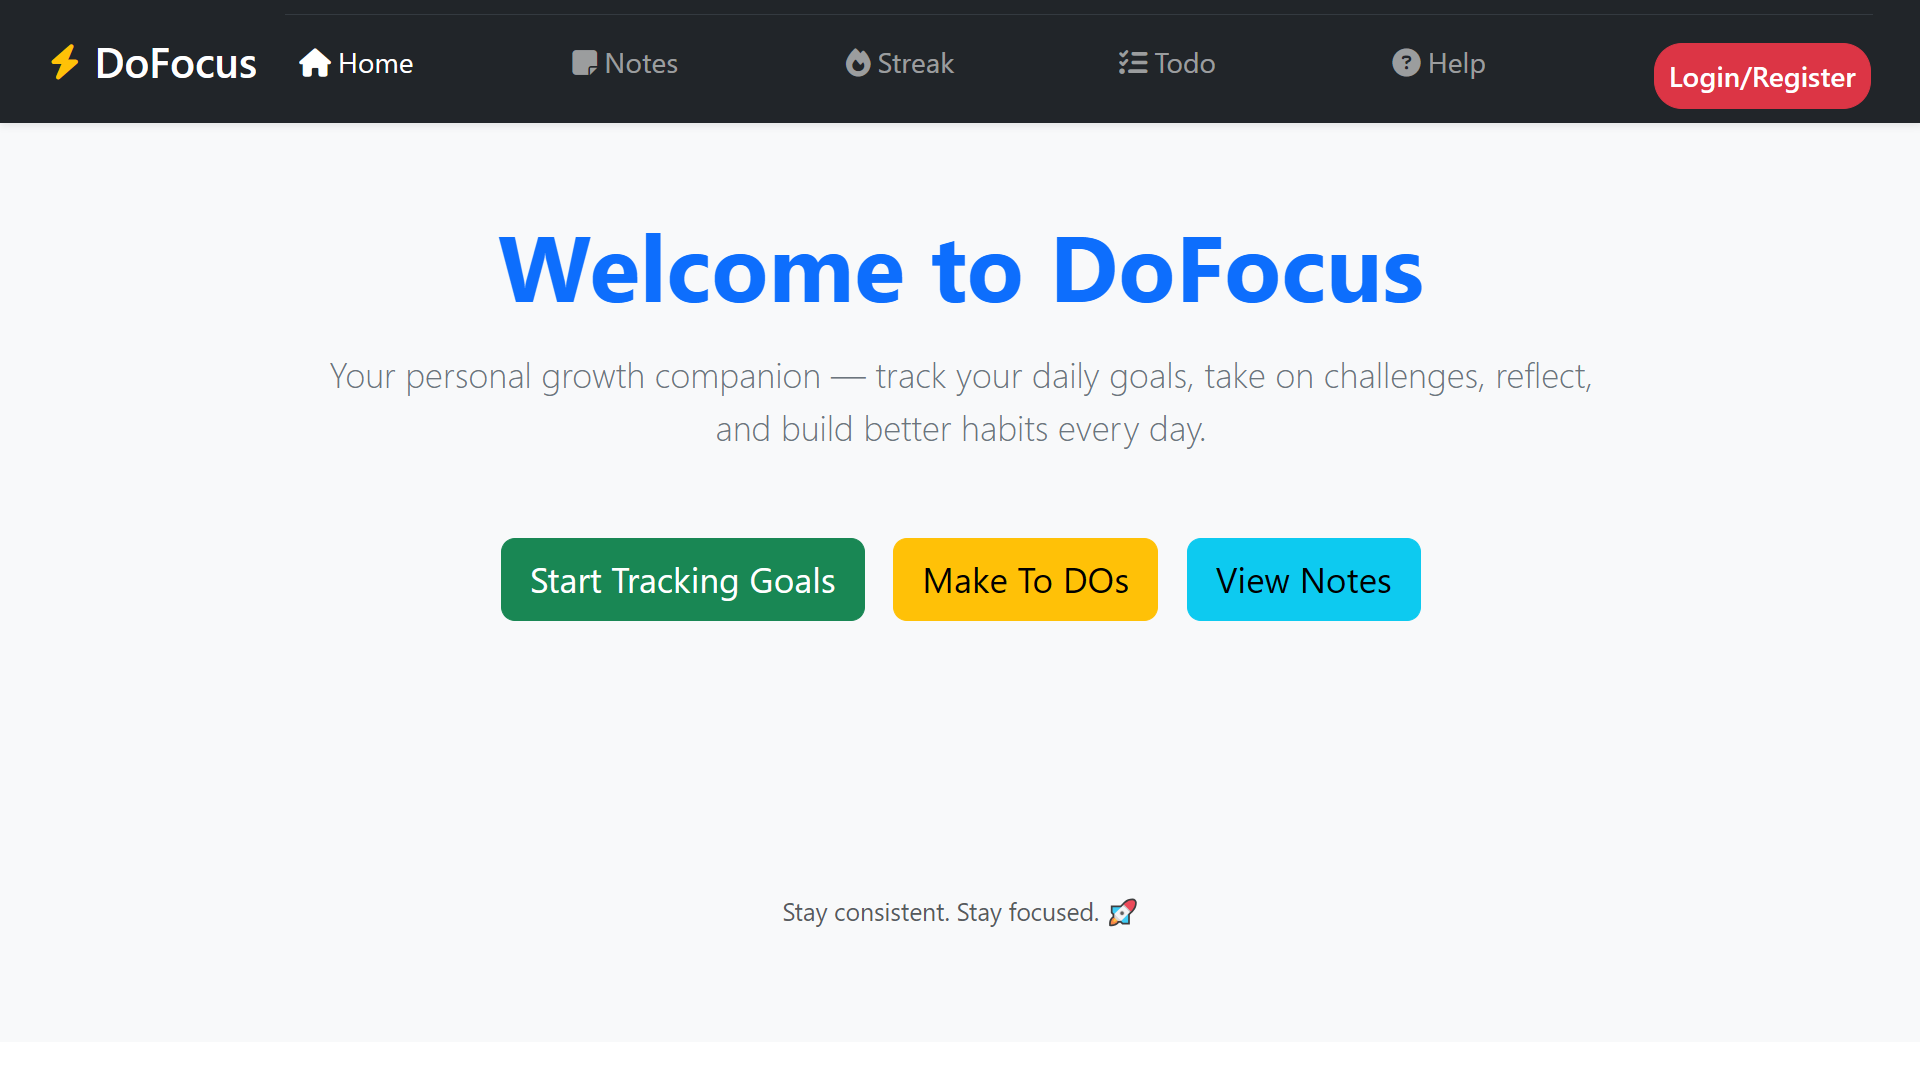 DoFocus
Home
Notes
Streak
Todo
Help
Login/Register
Welcome to DoFocus
Your personal growth companion — track your daily goals, take on challenges, reflect,
and build better habits every day.
Start Tracking Goals
Make To DOs
View Notes
Stay consistent. Stay focused. 🚀